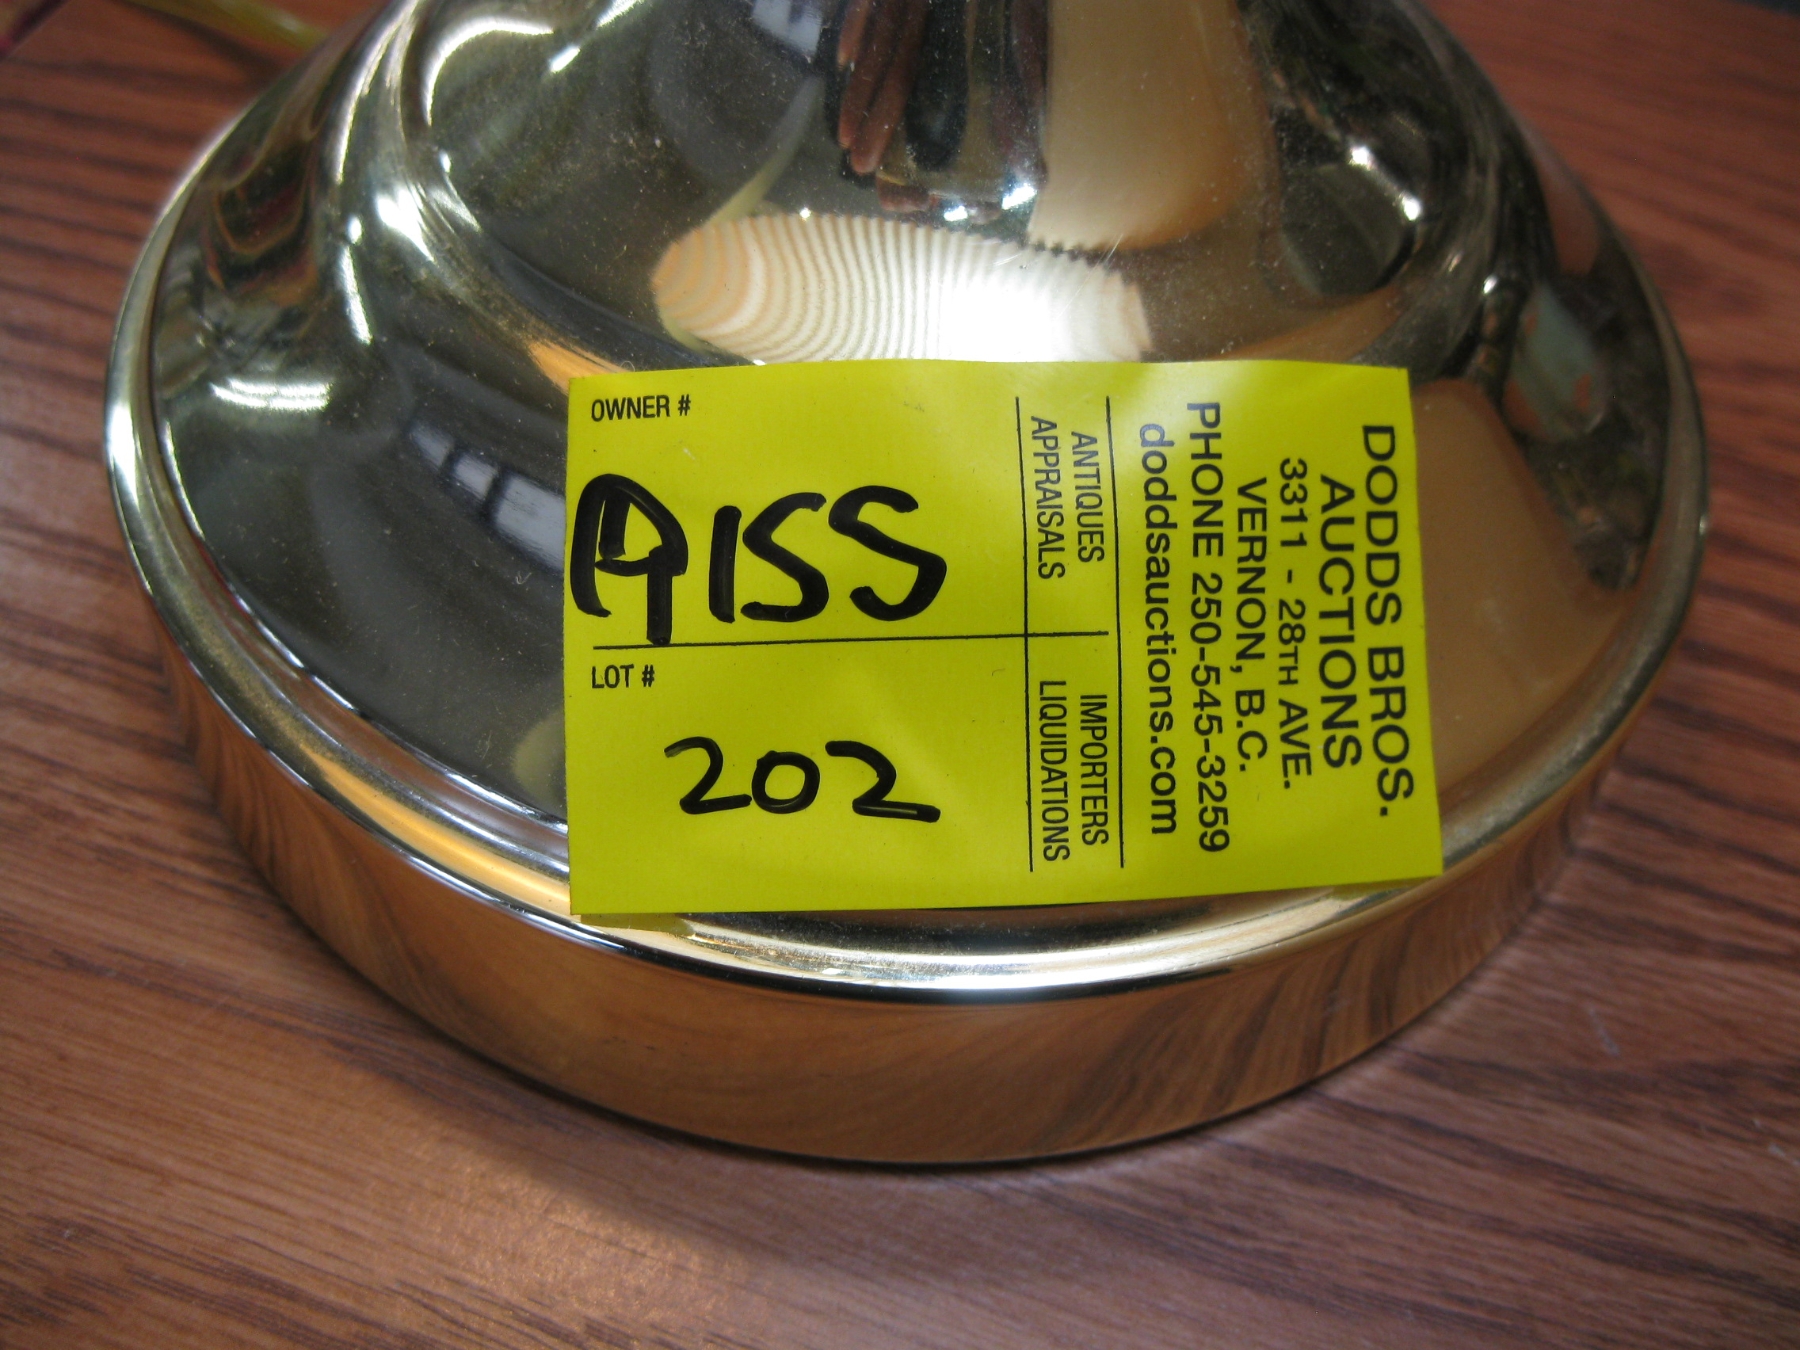 OWNER #
A155
LOT #
202
ANTIQUES
APPRAISALS
IMPORTERS
LIQUIDATIONS
DODDS BROS.
AUCTIONS
3311 - 28TH AVE.
VERNON, B.C.
PHONE 250-545-3259
doddsauctions.com